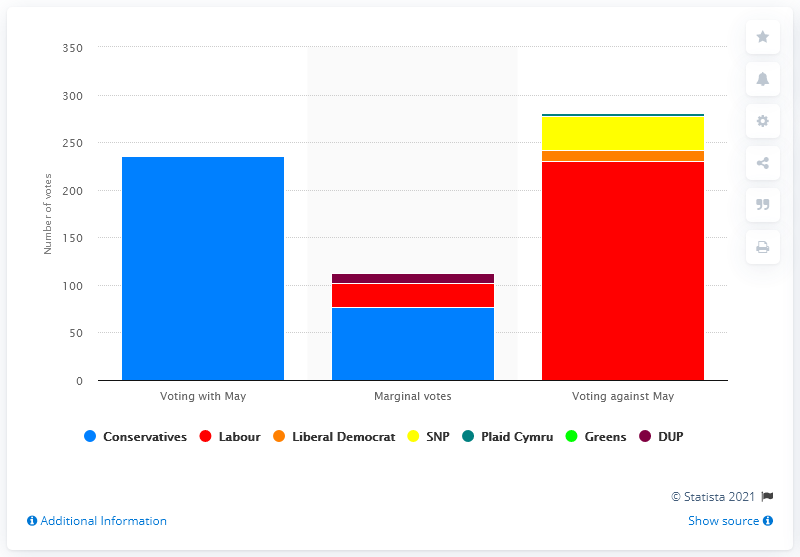 350
300
250
200
150
100
50
0
Number of votes
Voting with May
Marginal votes
Voting against May
Conservatives Labour Liberal Democrat SNP Plaid Cymru Greens DUP
© Statista 2021
Additional Information
Show source